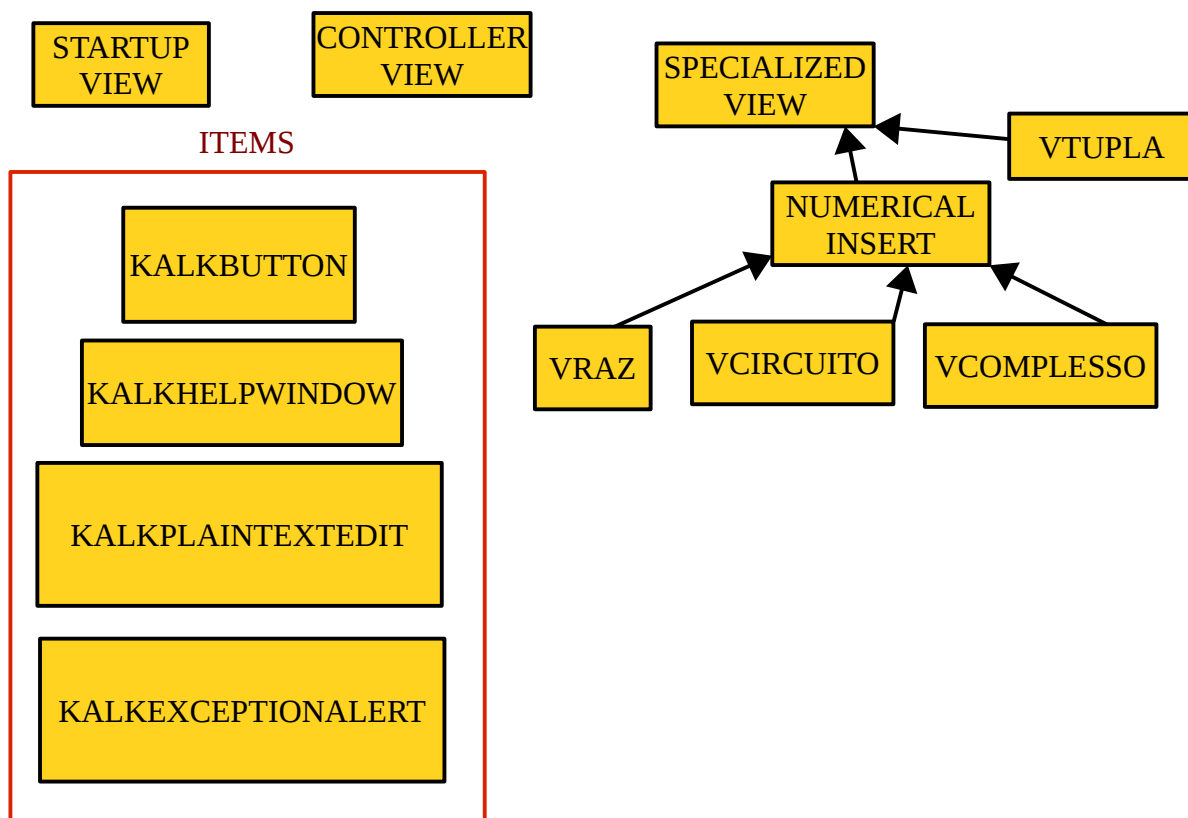 STARTUP
VIEW
CONTROLLER
VIEW
SPECIALIZED
VIEW
VTUPLA
ITEMS
NUMERICAL
INSERT
KALKBUTTON
VRAZ
VCIRCUITO
VCOMPLESSO
KALKHELPWINDOW
KALKPLAINTEXTEDIT
KALKEXCEPTIONALERT